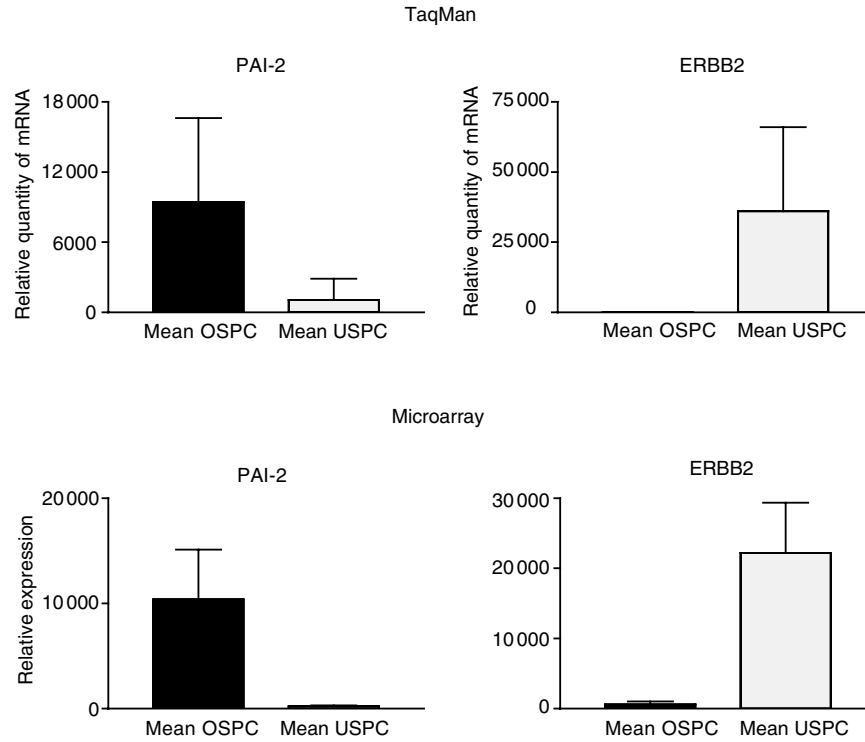 TaqMan
PAI-2
Relative quantity of mRNA
18 000
12 000
6000
0
Mean OSPC Mean USPC
ERBB2
Relative quantity of mRNA
75 000
50 000
25 000
0
Mean OSPC Mean USPC
Microarray
PAI-2
Relative expression
20 000
10 000
0
Mean OSPC Mean USPC
ERBB2
30 000
20 000
10 000
0
Mean OSPC Mean USPC